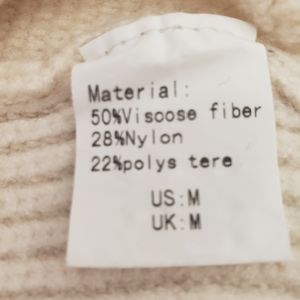 Material:
50%Viscose fiber
28%Nylon
22%polys tere
US:M
UK:M